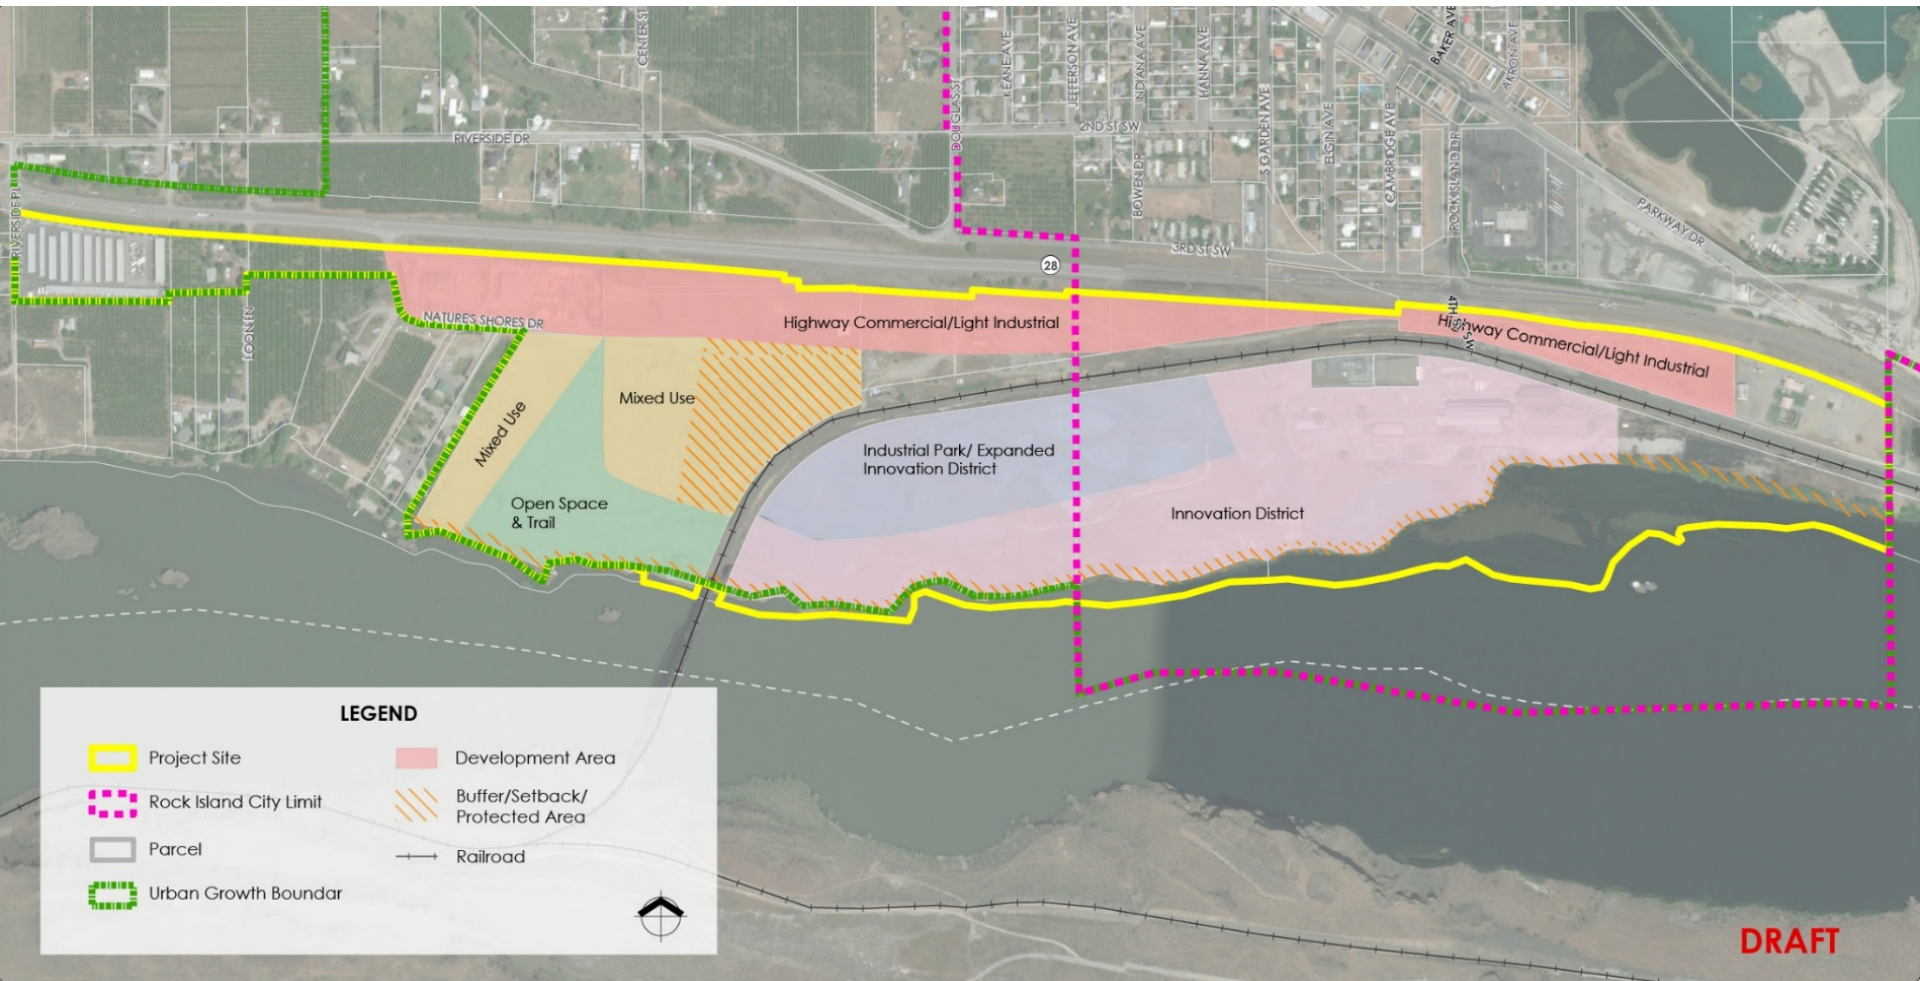 CENTER ST
BAKER AVE
AKRON AVE
KEANE AVE
JEFFERSON AVE
INDIANA AVE
HANNA AVE
DOUGLAS ST
S GARDEN AVE
ELGIN AVE
CAMBRIDGE AVE
ROCK ISLAND DR
2ND ST SW
RIVERSIDE DR
BOWEN DR
RIVERSIDE PL
PARKWAY DR
3RD ST SW
28
NATURE'S SHORES DR
Highway Commercial/Light Industrial
Highway Commercial/Light Industrial
Mixed Use
Mixed Use
Industrial Park/ Expanded
Innovation District
Open Space
& Trail
Innovation District
LEGEND
Project Site
Rock Island City Limit
Parcel
Urban Growth Boundar
Development Area
Buffer/Setback/
Protected Area
Railroad
DRAFT